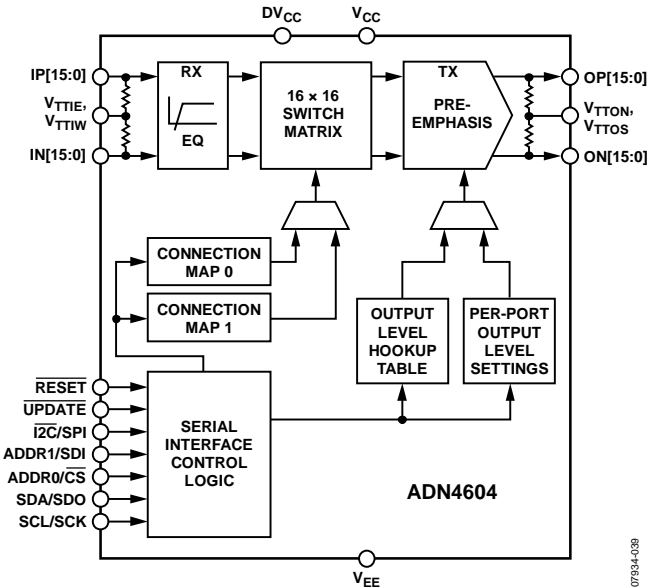 DVCC
VCC
IP[15:0]
VTTIE,
VTTIW
IN[15:0]
RX
EQ
16 × 16
SWITCH
MATRIX
TX
PRE-
EMPHASIS
OP[15:0]
VTTON,
VTTOS
ON[15:0]
CONNECTION
MAP 0
CONNECTION
MAP 1
OUTPUT
LEVEL
HOOKUP
TABLE
PER-PORT
OUTPUT
LEVEL
SETTINGS
RESET
UPDATE
I2C/SPI
ADDR1/SDI
ADDR0/CS
SDA/SDO
SCL/SCK
SERIAL
INTERFACE
CONTROL
LOGIC
ADN4604
VEE
07934-039